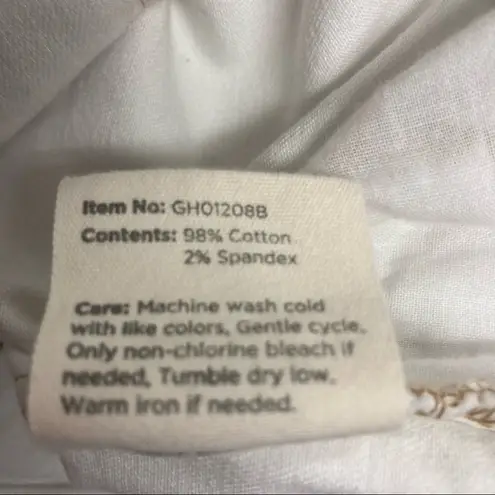 Item No: GH01208B
Contents: 98% Cotton
2% Spandex
Care: Machine wash cold
with like colors, Gentle cycle.
Only non-chlorine bleach if
needed, Tumble dry low.
Warm iron if needed.